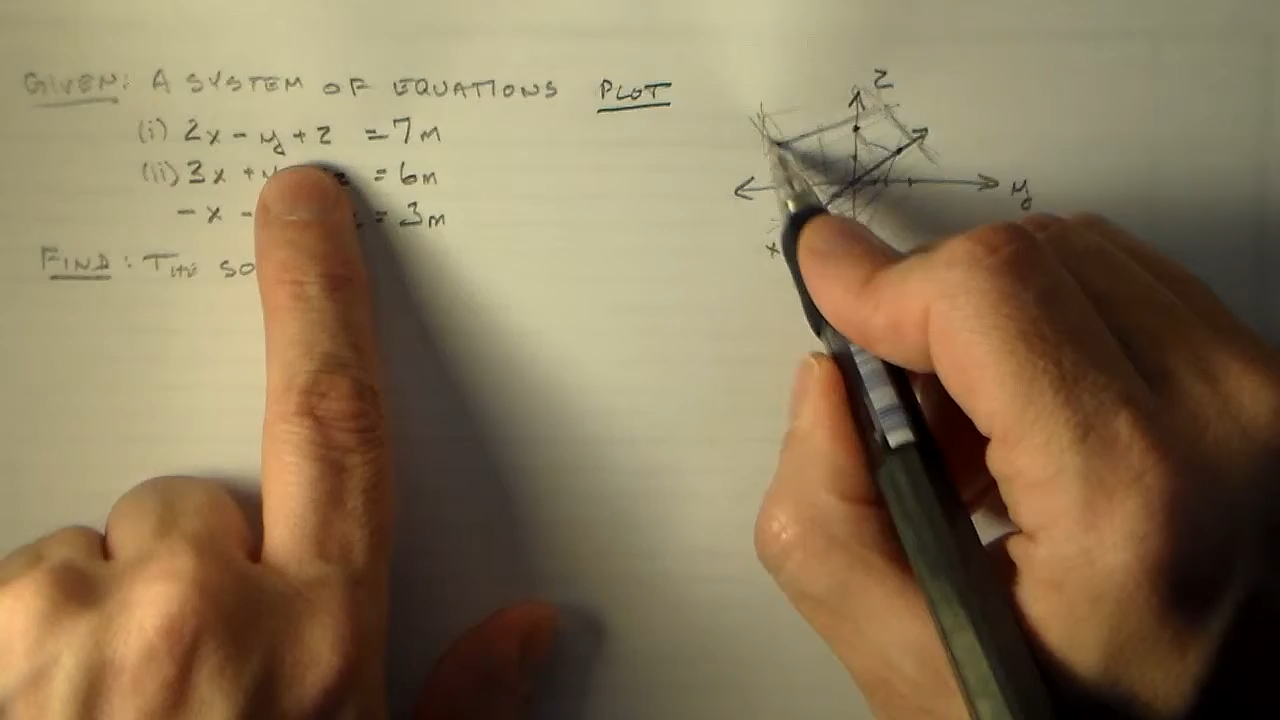 GIVEN: A SYSTEM OF EQUATIONS PLOT
(i) 2x - y + z = 7m
(ii) 3x + = 6m
- x - = 3m
FIND: THE
z
y
x